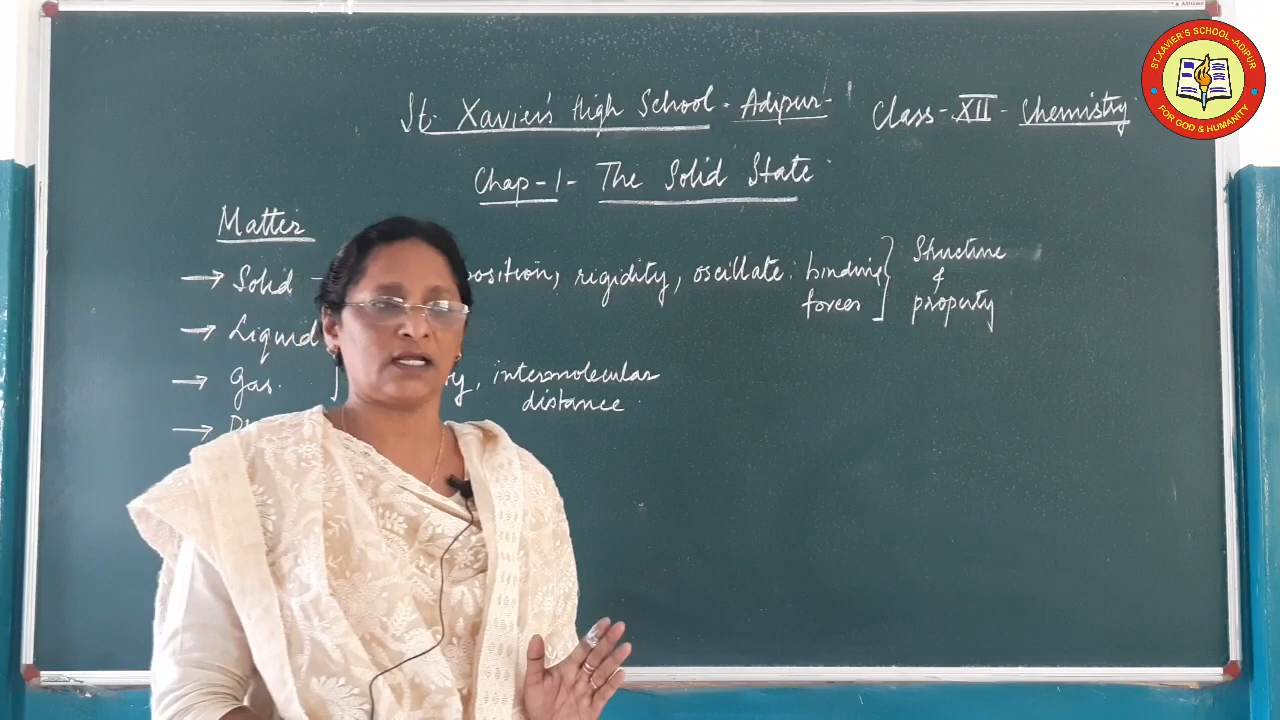 St. Xavier's High School - Adipur - Class - XII - Chemistry
Chap - 1 - The Solid State
Matter
→ Solid - position, rigidity, oscillate. binding forces } Structure & property
→ Liquid
→ Gas. intermolecular distance.
→
ST.XAVIER'S SCHOOL-ADIPUR
FOR GOD & HUMANITY